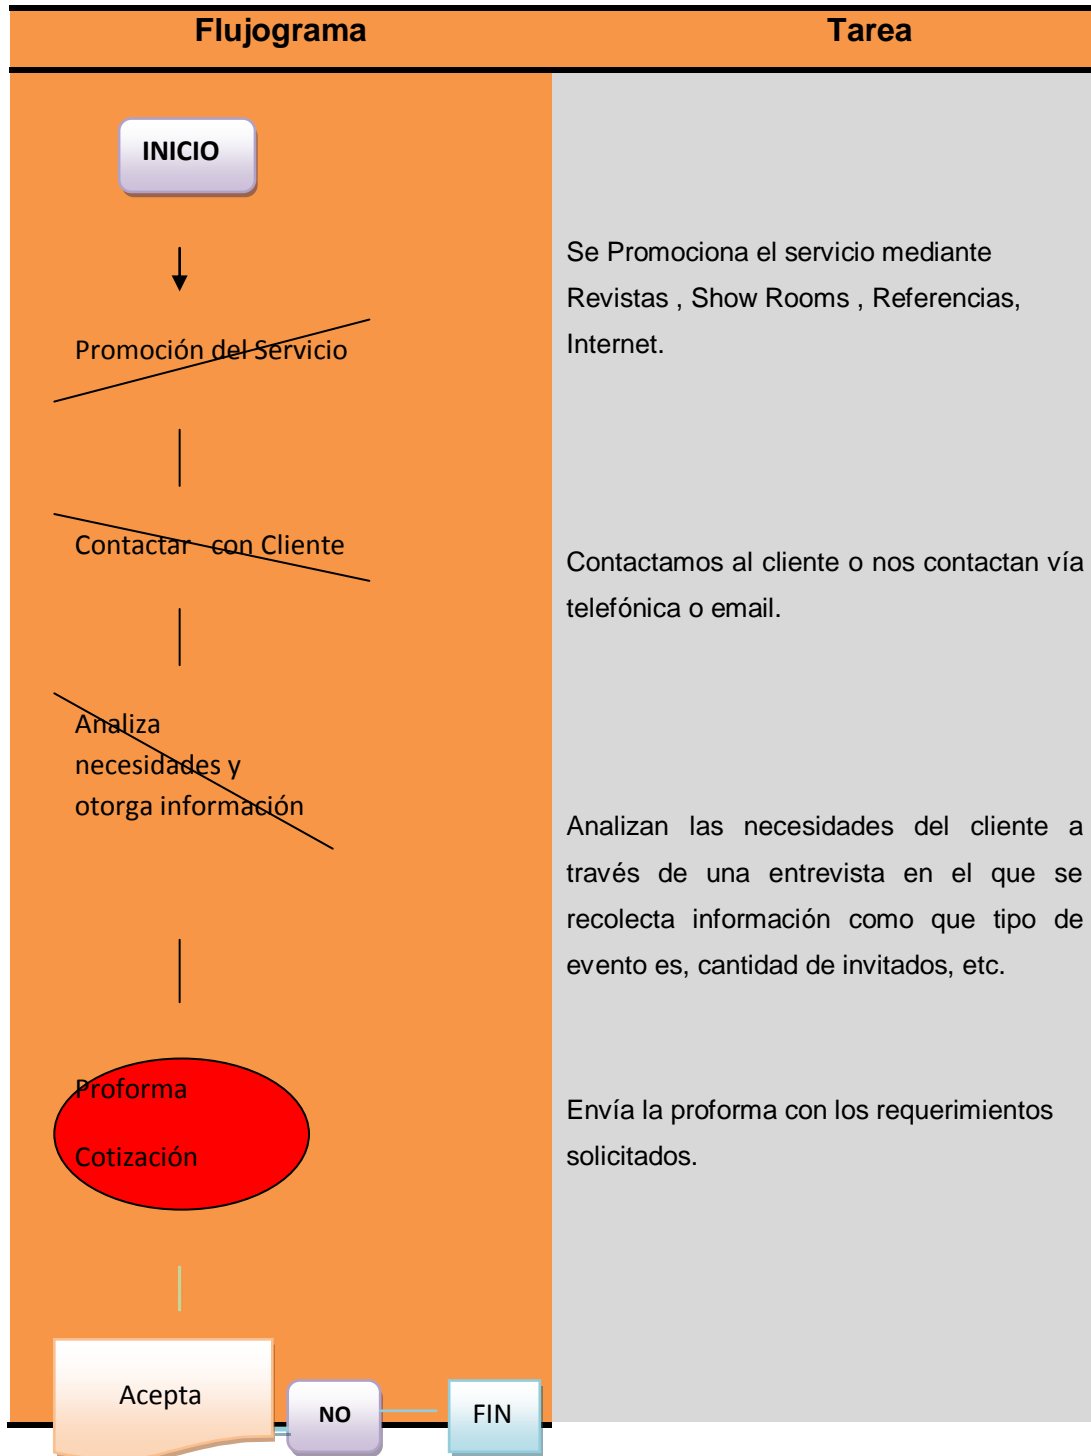 Flujograma
Tarea
INICIO
Se Promociona el servicio mediante
Revistas , Show Rooms , Referencias,
Internet.
Promoción del Servicio
Contactar con Cliente
Contactamos al cliente o nos contactan vía
telefónica o email.
Analiza
necesidades y
otorga información
Analizan las necesidades del cliente a
través de una entrevista en el que se
recolecta información como que tipo de
evento es, cantidad de invitados, etc.
Proforma
Cotización
Envía la proforma con los requerimientos
solicitados.
Acepta
NO
FIN